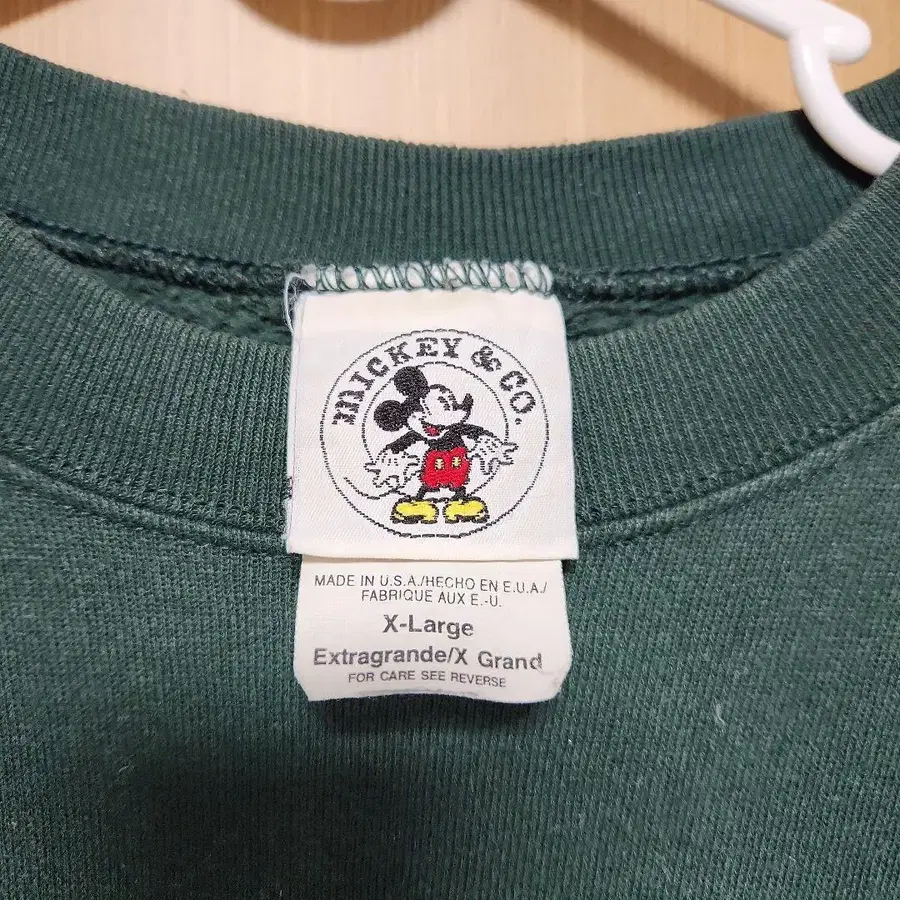 MICKEY & CO.
MADE IN U.S.A./HECHO EN E.U.A./
FABRIQUE AUX E.-U.
X-Large
Extragrande/X Grand
FOR CARE SEE REVERSE